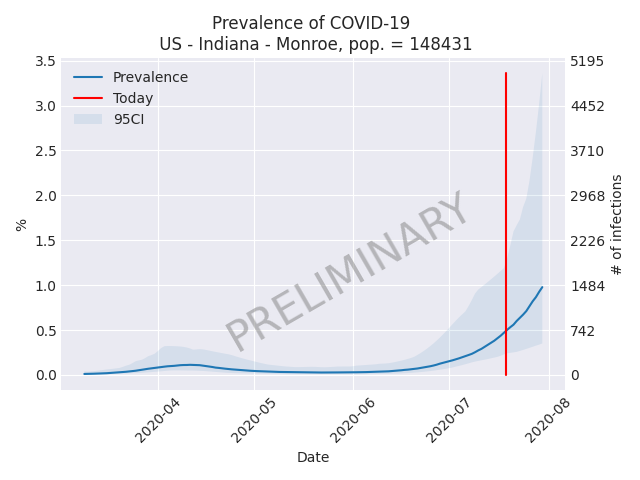 Prevalence of COVID-19
US - Indiana - Monroe, pop. = 148431
3.5
3.0
2.5
2.0
1.5
1.0
0.5
0.0
%
Prevalence
Today
95CI
PRELIMINARY
5195
4452
3710
2968
2226
1484
742
0
# of infections
2020-04
2020-05
2020-06
2020-07
2020-08
Date